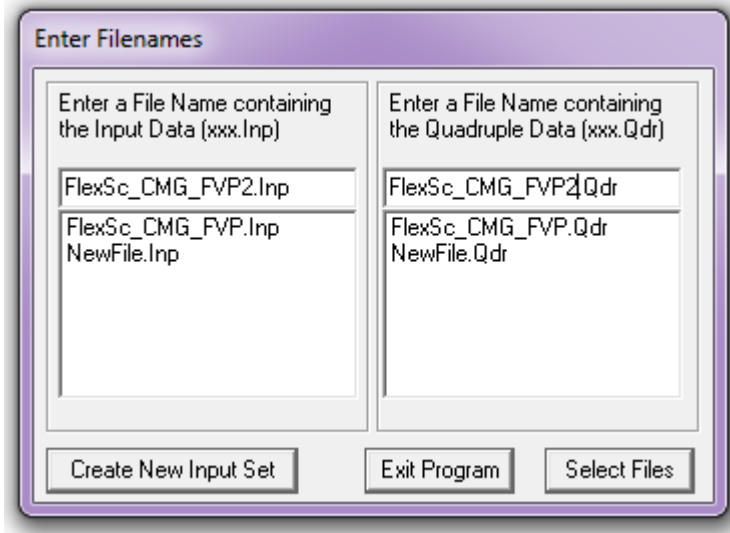 Enter Filenames
Enter a File Name containing
the Input Data (xxx.Inp)
FlexSc_CMG_FVP2.Inp
FlexSc_CMG_FVP.Inp
NewFile.Inp
Enter a File Name containing
the Quadruple Data (xxx.Qdr)
FlexSc_CMG_FVP2.Qdr
FlexSc_CMG_FVP.Qdr
NewFile.Qdr
Create New Input Set
Exit Program
Select Files